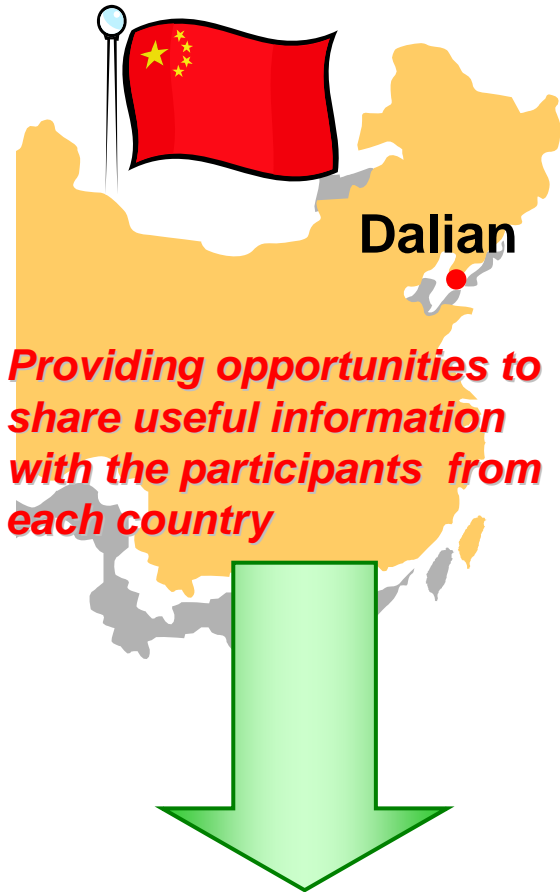 Dalian
Providing opportunities to
share useful information
with the participants  from
each country